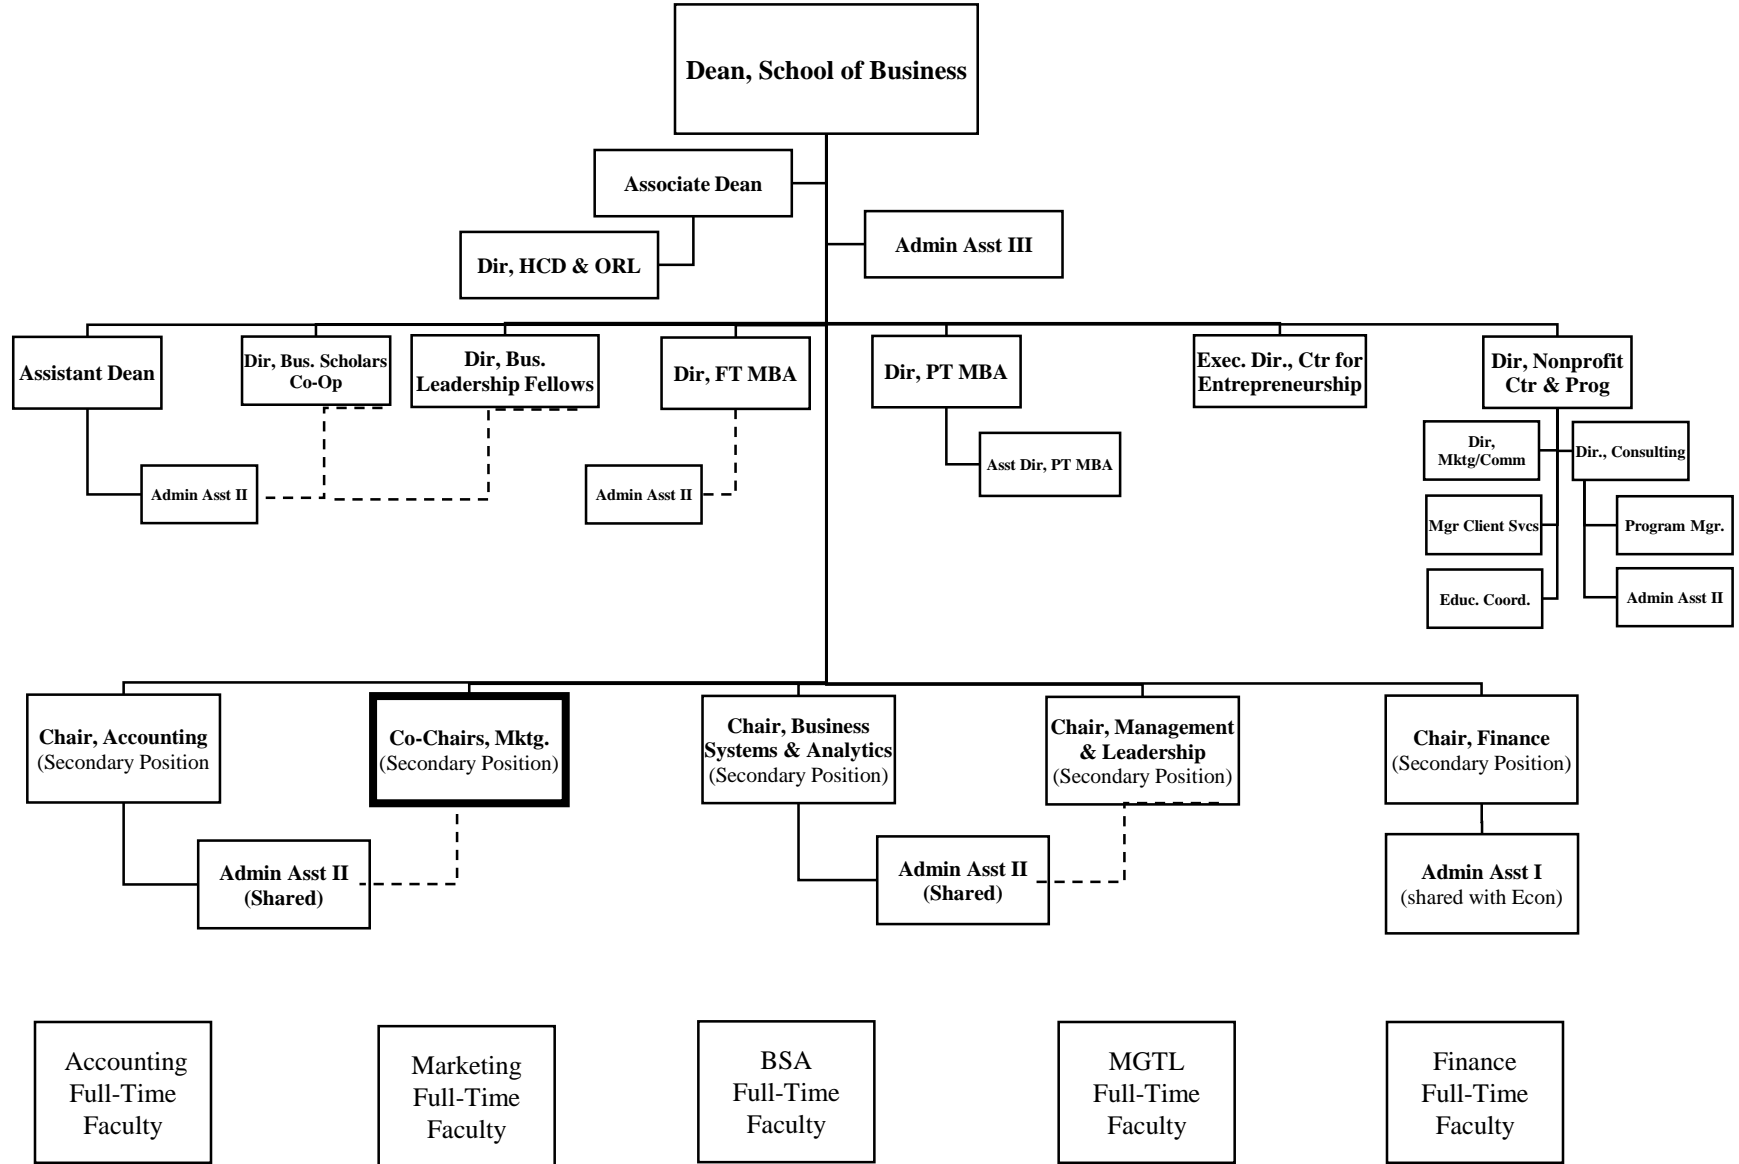 Dean, School of Business
Associate Dean
Admin Asst III
Dir, HCD & ORL
Assistant Dean
Dir, Bus. Scholars
Co-Op
Dir, Bus.
Leadership Fellows
Dir, FT MBA
Dir, PT MBA
Exec. Dir., Ctr for
Entrepreneurship
Dir, Nonprofit
Ctr & Prog
Admin Asst II
Admin Asst II
Asst Dir, PT MBA
Dir,
Mktg/Comm
Dir., Consulting
Mgr Client Svcs
Program Mgr.
Educ. Coord.
Admin Asst II
Chair, Accounting
(Secondary Position
Co-Chairs, Mktg.
(Secondary Position)
Chair, Business
Systems & Analytics
(Secondary Position)
Chair, Management
& Leadership
(Secondary Position)
Chair, Finance
(Secondary Position)
Admin Asst II
(Shared)
Admin Asst II
(Shared)
Admin Asst I
(shared with Econ)
Accounting
Full-Time
Faculty
Marketing
Full-Time
Faculty
BSA
Full-Time
Faculty
MGTL
Full-Time
Faculty
Finance
Full-Time
Faculty